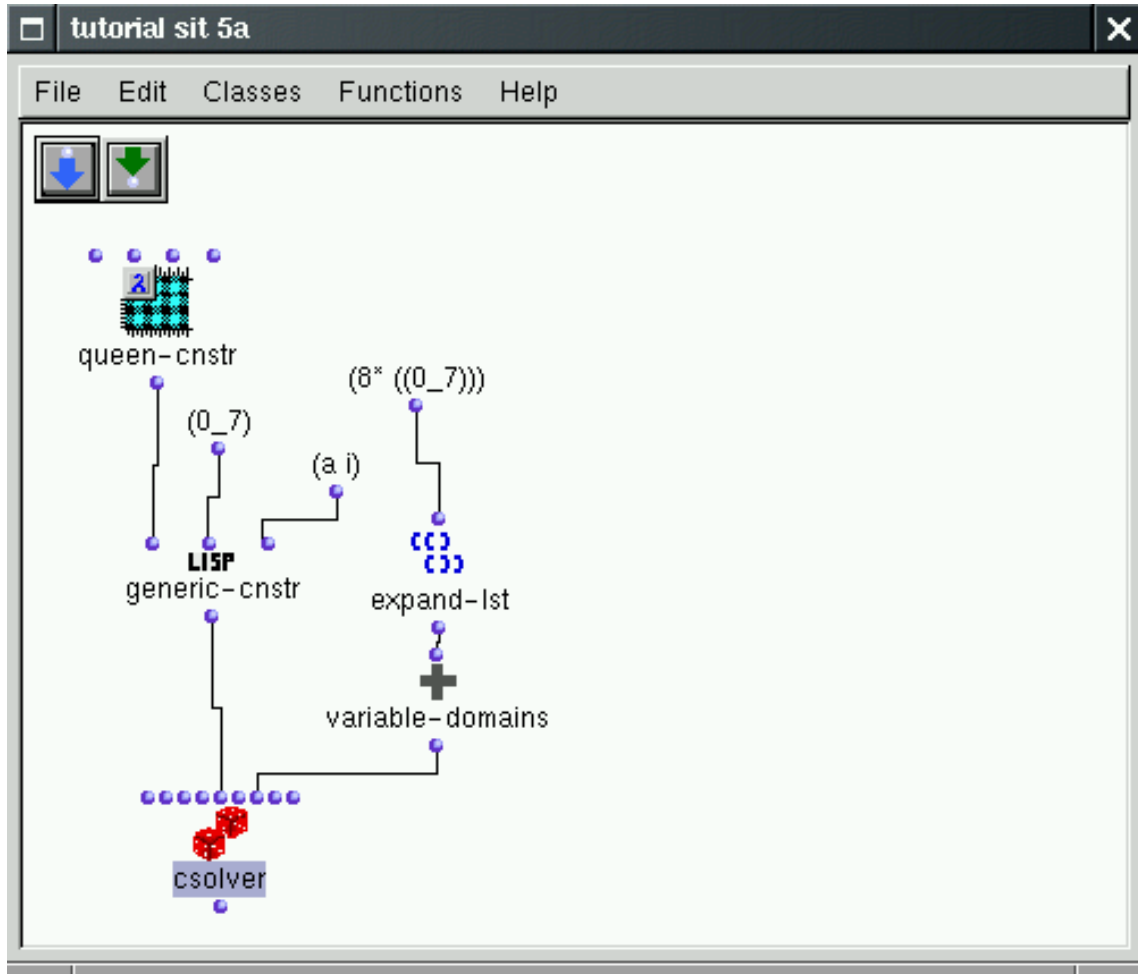 tutorial sit 5a
File Edit Classes Functions Help
queen-cnstr
(8* ((0_7)))
(0_7)
(a i)
LISP
generic-cnstr
expand-lst
variable-domains
csolver